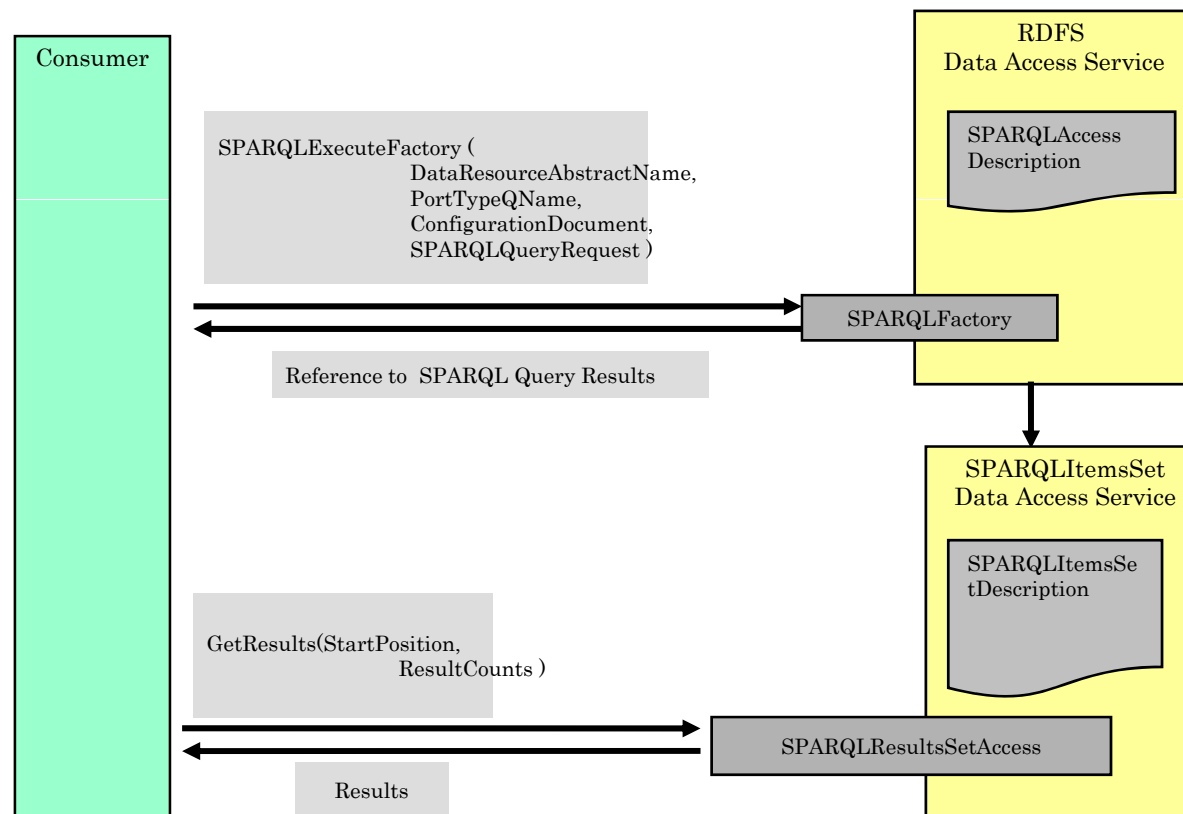 Consumer
RDFS
Data Access Service
SPARQLAccess
Description
SPARQLExecuteFactory (
DataResourceAbstractName,
PortTypeQName,
ConfigurationDocument,
SPARQLQueryRequest )
SPARQLFactory
Reference to SPARQL Query Results
SPARQLItemsSet
Data Access Service
SPARQLItemsSe
tDescription
GetResults(StartPosition,
ResultCounts )
SPARQLResultsSetAccess
Results